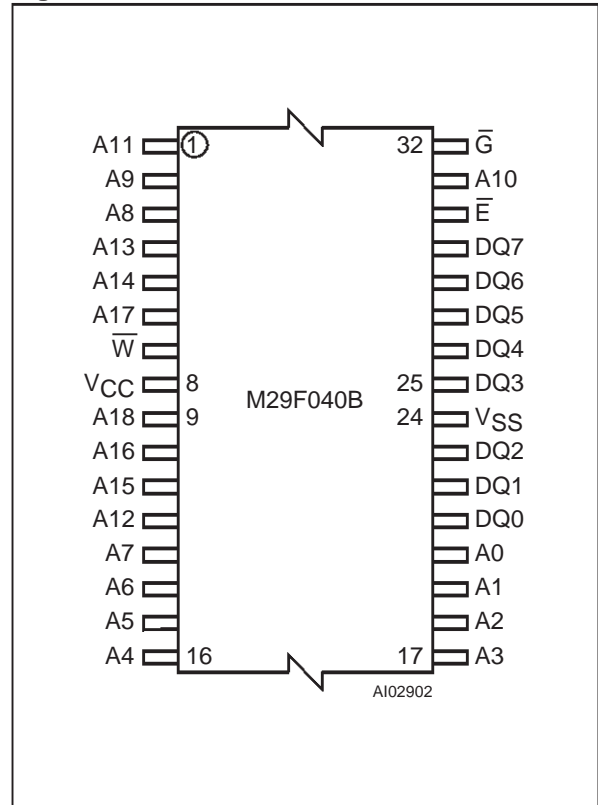 A11 1 32 G̅
A9 A10
A8 E̅
A13 DQ7
A14 DQ6
A17 DQ5
W̅ DQ4
VCC 8 25 DQ3
M29F040B
A18 9 24 VSS
A16 DQ2
A15 DQ1
A12 DQ0
A7 A0
A6 A1
A5 A2
A4 16 17 A3
AI02902